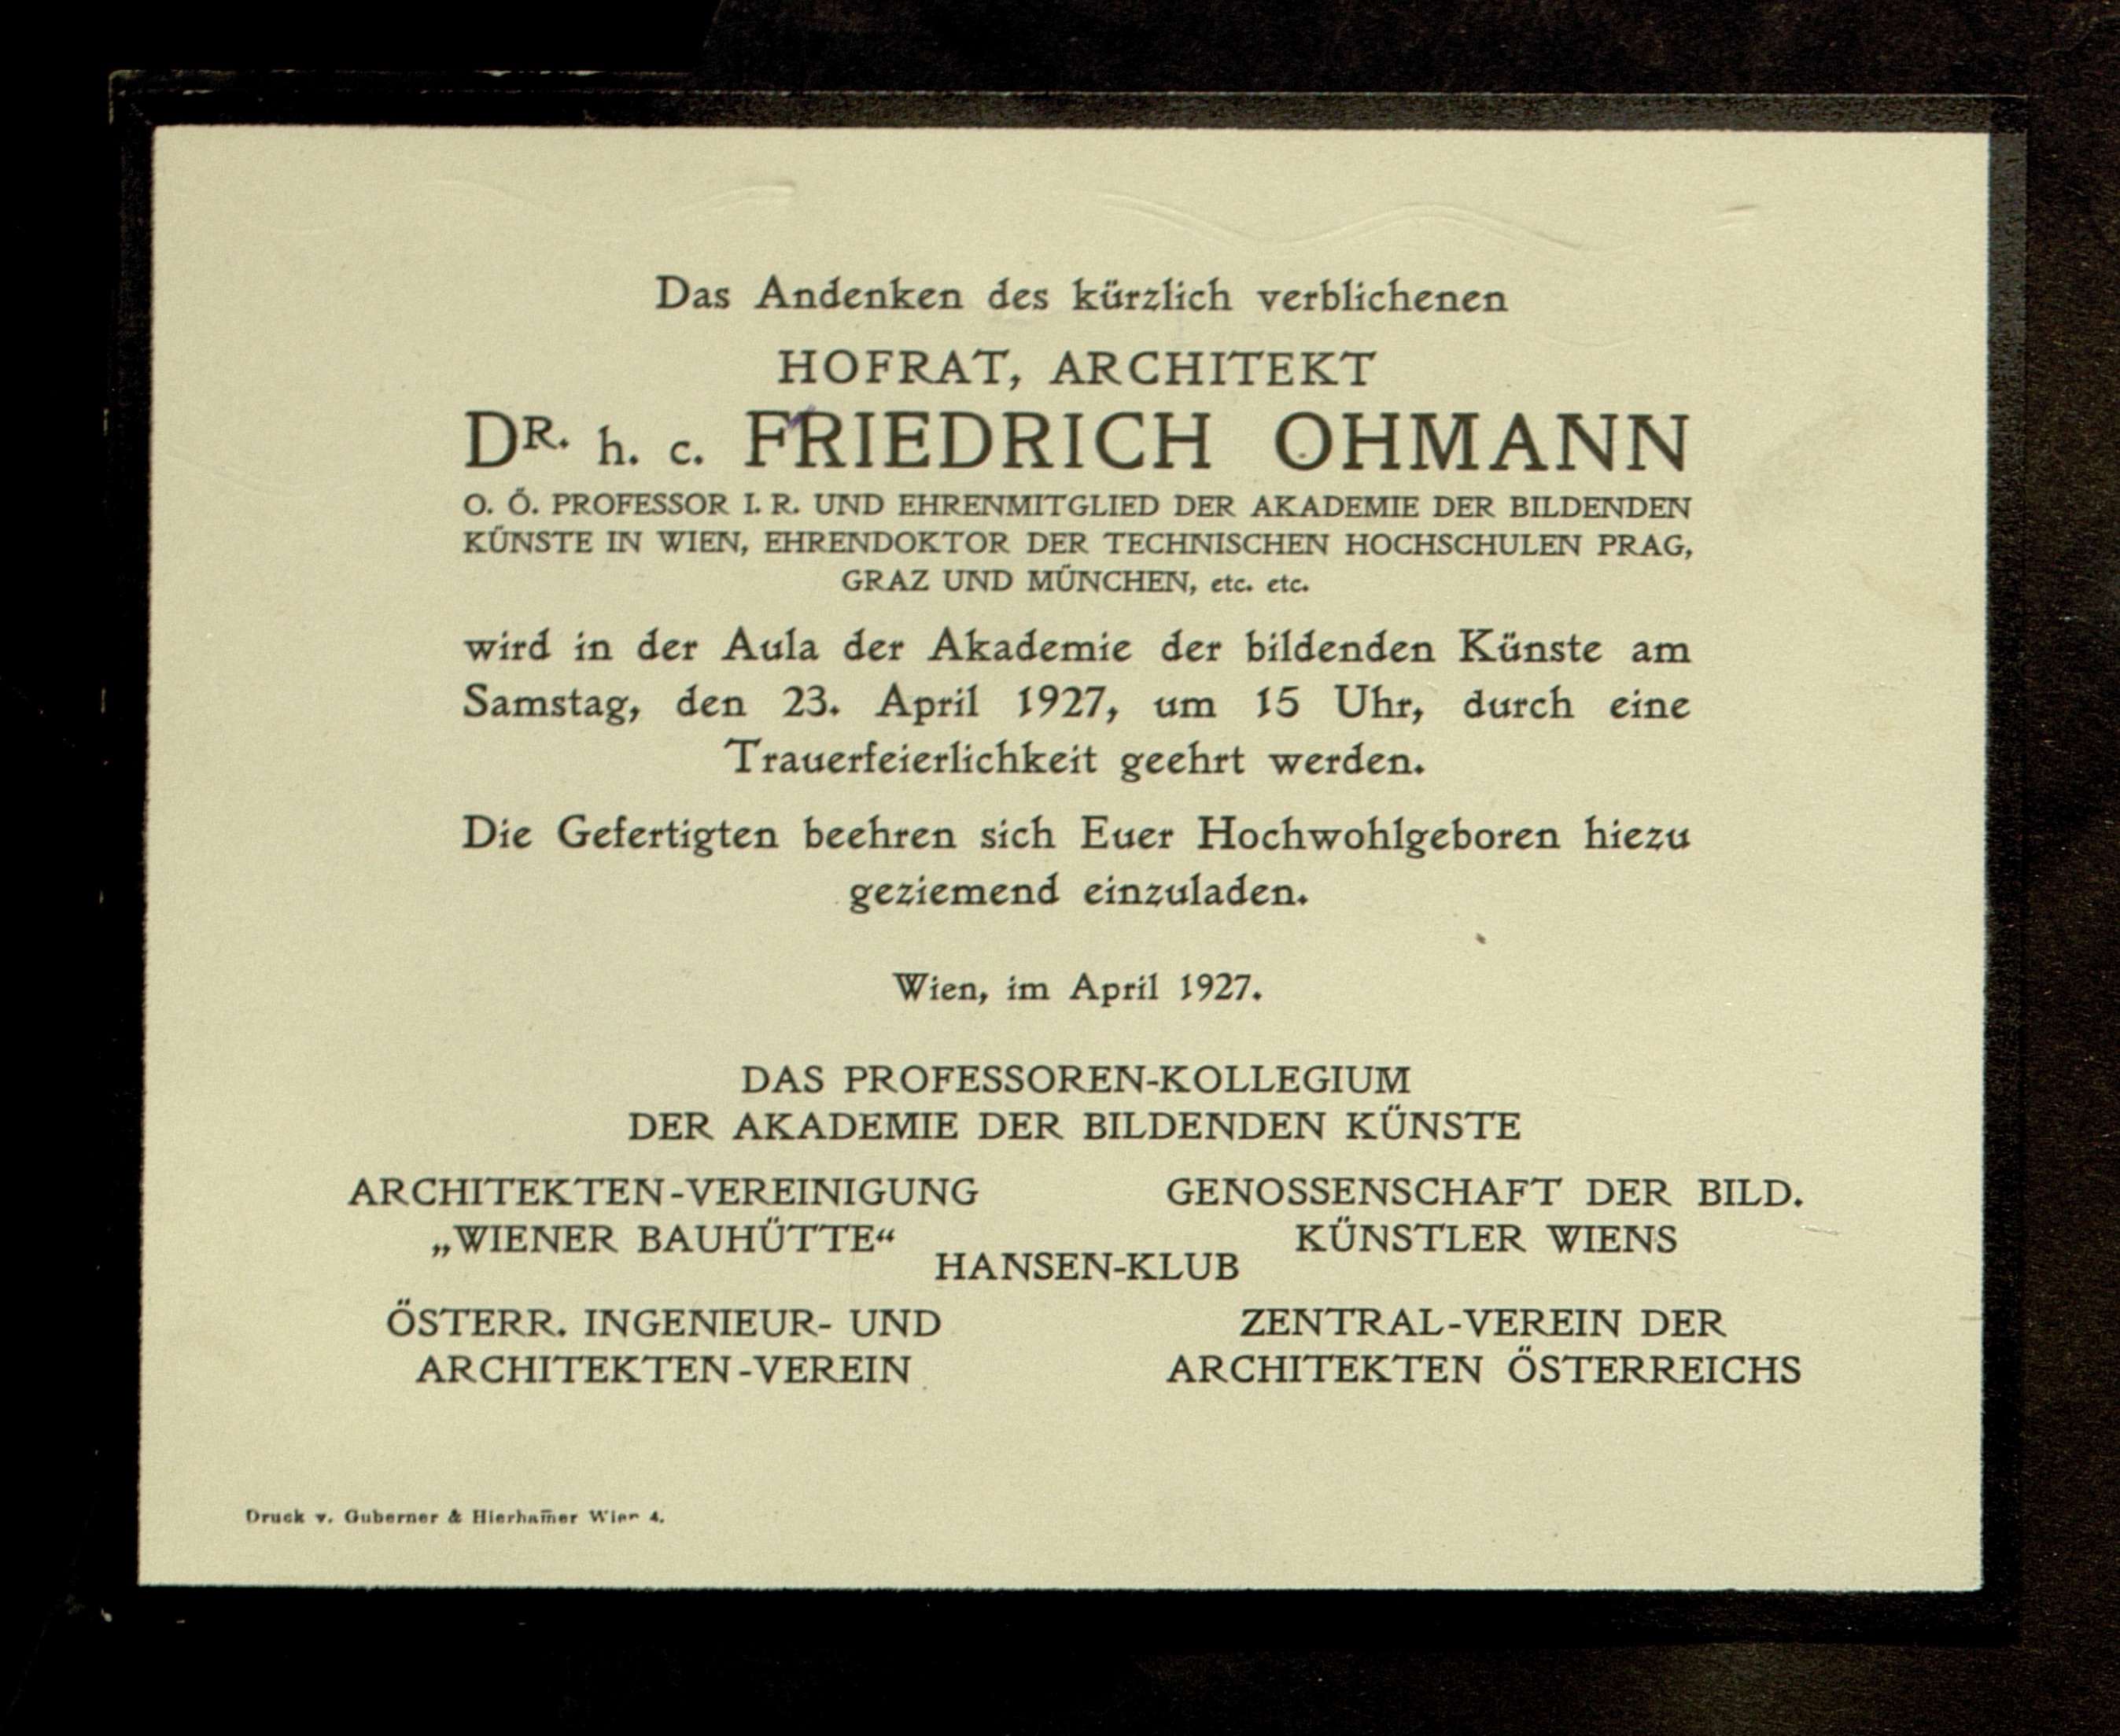 Das Andenken des kürzlich verblichenen
HOFRAT, ARCHITEKT
DR. h. c. FRIEDRICH OHMANN
O. Ö. PROFESSOR I. R. UND EHRENMITGLIED DER AKADEMIE DER BILDENDEN
KÜNSTE IN WIEN, EHRENDOKTOR DER TECHNISCHEN HOCHSCHULEN PRAG,
GRAZ UND MÜNCHEN, etc. etc.
wird in der Aula der Akademie der bildenden Künste am
Samstag, den 23. April 1927, um 15 Uhr, durch eine
Trauerfeierlichkeit geehrt werden.
Die Gefertigten beehren sich Euer Hochwohlgeboren hiezu
geziemend einzuladen.
Wien, im April 1927.
DAS PROFESSOREN-KOLLEGIUM
DER AKADEMIE DER BILDENDEN KÜNSTE
ARCHITEKTEN-VEREINIGUNG
„WIENER BAUHÜTTE“
GENOSSENSCHAFT DER BILD.
KÜNSTLER WIENS
HANSEN-KLUB
ÖSTERR. INGENIEUR- UND
ARCHITEKTEN-VEREIN
ZENTRAL-VEREIN DER
ARCHITEKTEN ÖSTERREICHS
Druck v. Guberner & Hierham̅er Wien 4.